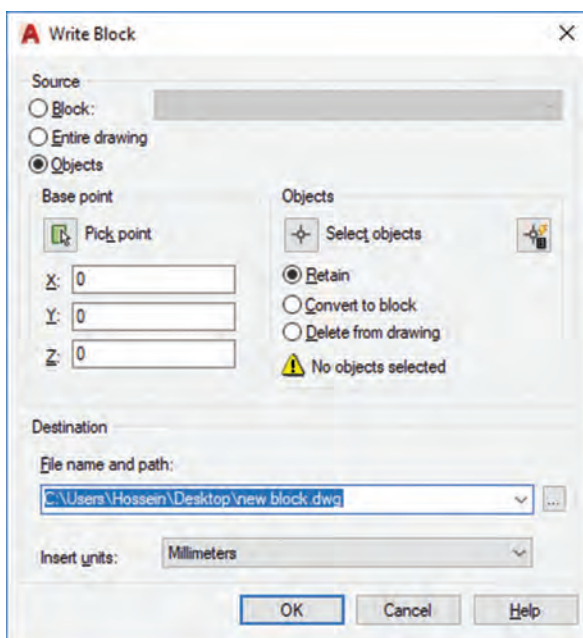 Write Block
Source
Block:
Entire drawing
Objects
Base point
Pick point
X: 0
Y: 0
Z: 0
Objects
Select objects
Retain
Convert to block
Delete from drawing
No objects selected
Destination
File name and path:
C:\Users\Hossein\Desktop\new block.dwg
...
Insert units: Millimeters
OK Cancel Help